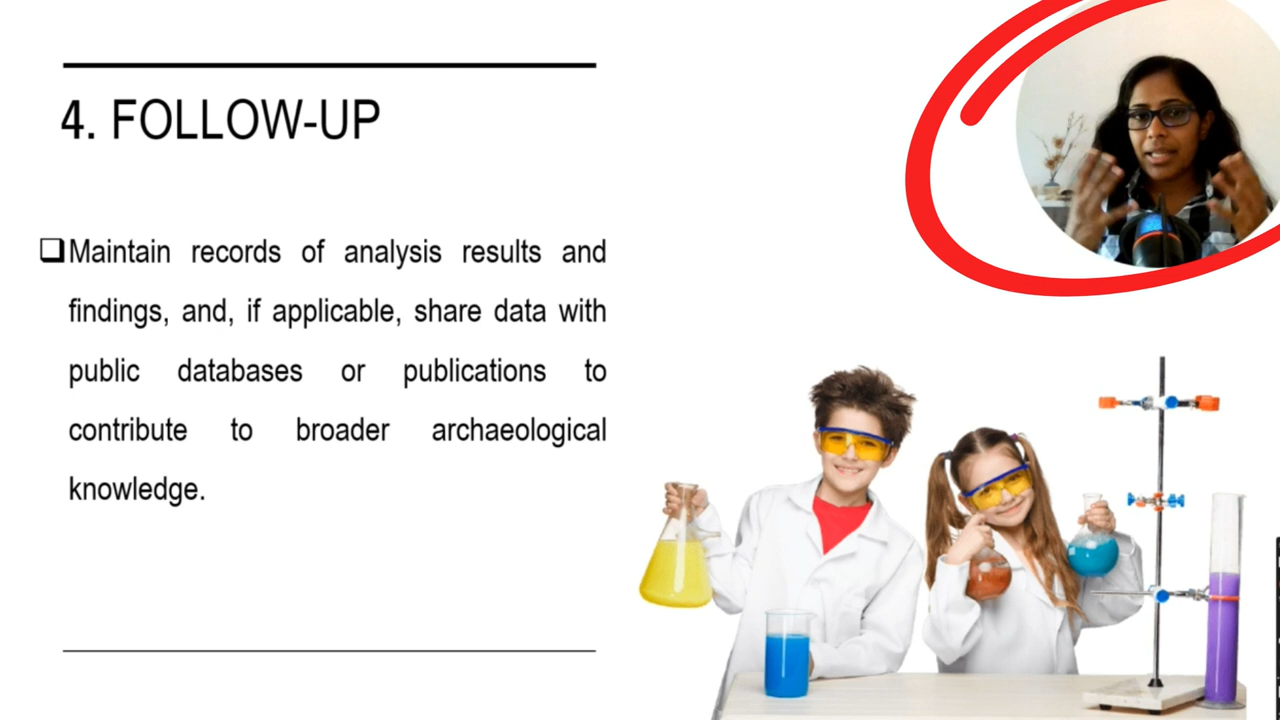 4. FOLLOW-UP
Maintain records of analysis results and
findings, and, if applicable, share data with
public databases or publications to
contribute to broader archaeological
knowledge.